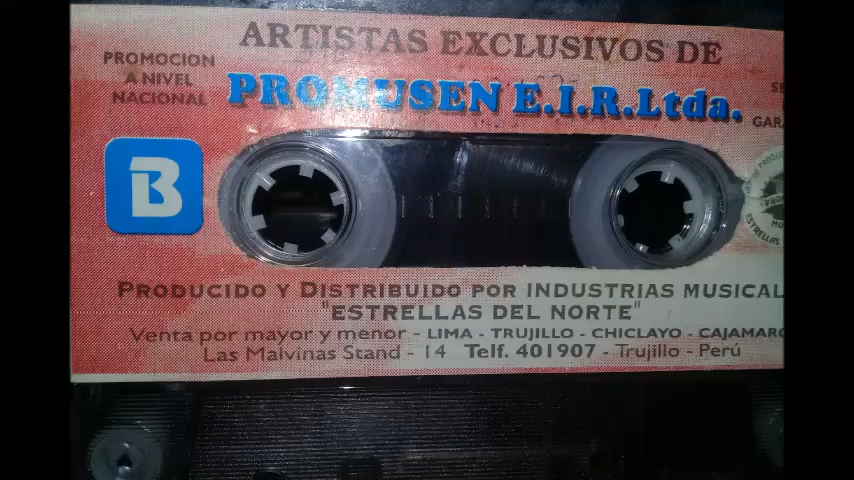 ARTISTAS EXCLUSIVOS DE
PROMOCION
A NIVEL
NACIONAL
PROMUSEN E.I.R.Ltda.
B
PRODUCIDO Y DISTRIBUIDO POR INDUSTRIAS MUSICAL
"ESTRELLAS DEL NORTE"
Venta por mayor y menor - LIMA - TRUJILLO - CHICLAYO - CAJAMARC
Las Malvinas Stand - 14 Telf. 401907 - Trujillo - Perú